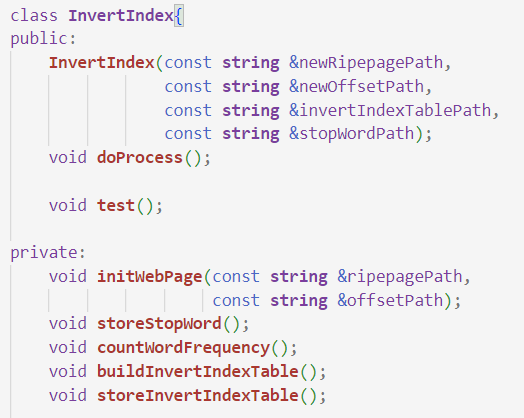 class InvertIndex{
public:
    InvertIndex(const string &newRipepagePath,
                const string &newOffsetPath,
                const string &invertIndexTablePath,
                const string &stopWordPath);
    void doProcess();

    void test();

private:
    void initWebPage(const string &ripepagePath,
                     const string &offsetPath);
    void storeStopWord();
    void countWordFrequency();
    void buildInvertIndexTable();
    void storeInvertIndexTable();